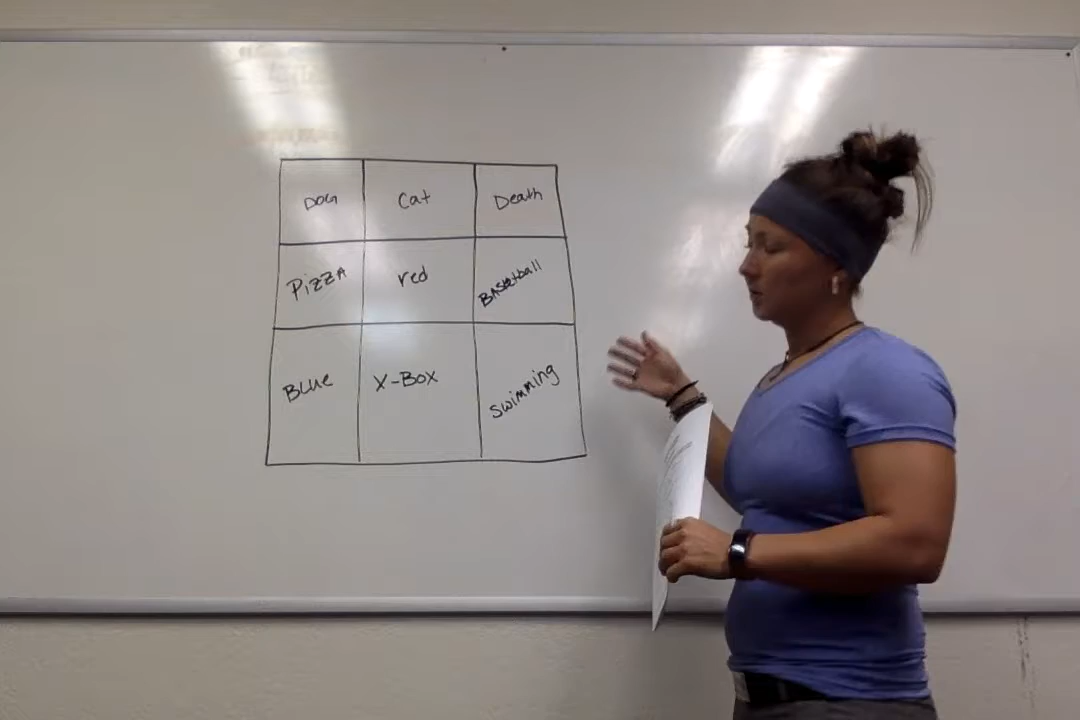 DOG
Cat
Death
PIZZA
red
BAsketball
BLue
X-Box
swimming